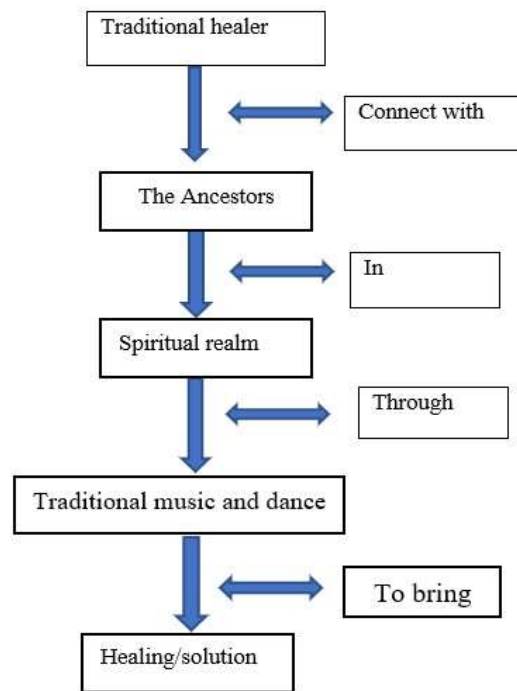 Traditional healer
Connect with
The Ancestors
In
Spiritual realm
Through
Traditional music and dance
To bring
Healing/solution